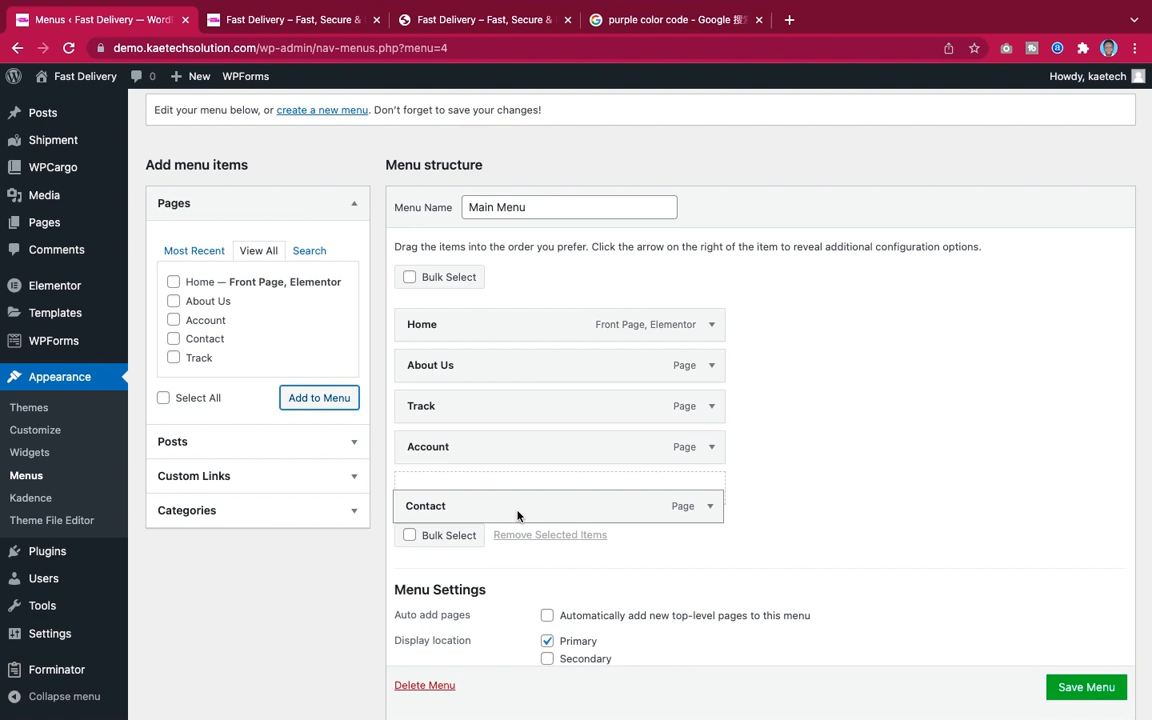 Menus ‹ Fast Delivery — Word
Fast Delivery – Fast, Secure &
Fast Delivery – Fast, Secure &
purple color code - Google 搜
demo.kaetechsolution.com/wp-admin/nav-menus.php?menu=4
Fast Delivery
0
New
WPForms
Howdy, kaetech
Posts
Shipment
WPCargo
Media
Pages
Comments
Elementor
Templates
WPForms
Appearance
Themes
Customize
Widgets
Menus
Kadence
Theme File Editor
Plugins
Users
Tools
Settings
Forminator
Collapse menu
Edit your menu below, or create a new menu. Don't forget to save your changes!
Add menu items
Pages
Most Recent View All Search
Home — Front Page, Elementor
About Us
Account
Contact
Track
Select All
Add to Menu
Posts
Custom Links
Categories
Menu structure
Menu Name Main Menu
Drag the items into the order you prefer. Click the arrow on the right of the item to reveal additional configuration options.
Bulk Select
Home Front Page, Elementor
About Us Page
Track Page
Account Page
Contact Page
Bulk Select Remove Selected Items
Menu Settings
Auto add pages Automatically add new top-level pages to this menu
Display location Primary
Secondary
Delete Menu
Save Menu